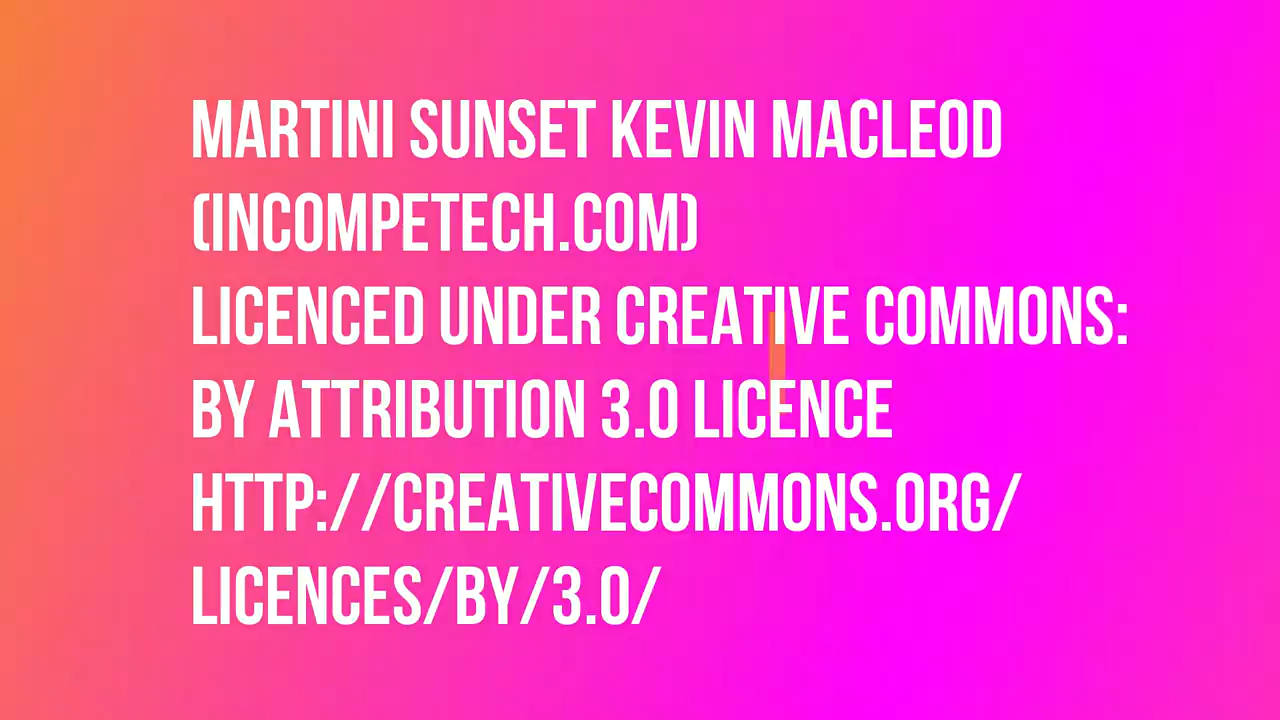 MARTINI SUNSET KEVIN MACLEOD
(INCOMPETECH.COM)
LICENCED UNDER CREATIVE COMMONS:
BY ATTRIBUTION 3.0 LICENCE
HTTP://CREATIVECOMMONS.ORG/
LICENCES/BY/3.0/